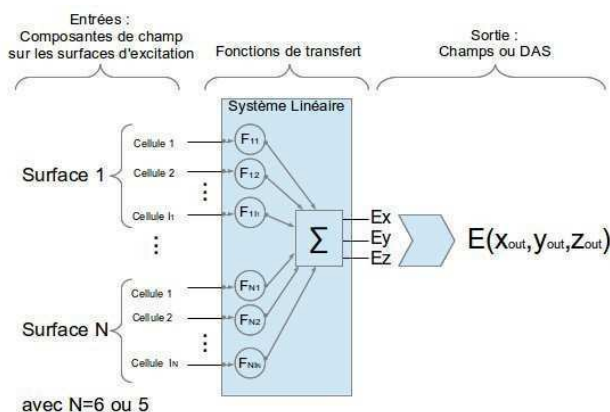 Entrées :
Composantes de champ
sur les surfaces d'excitation
Fonctions de transfert
Sortie :
Champs ou DAS
Système Linéaire
Surface 1
Cellule 1
Cellule 2
⋮
Cellule I1
F11
F12
F1I1
⋮
Surface N
Cellule 1
Cellule 2
⋮
Cellule IN
FN1
FN2
FNIN
Σ
Ex
Ey
Ez
E(xout,yout,zout)
avec N=6 ou 5